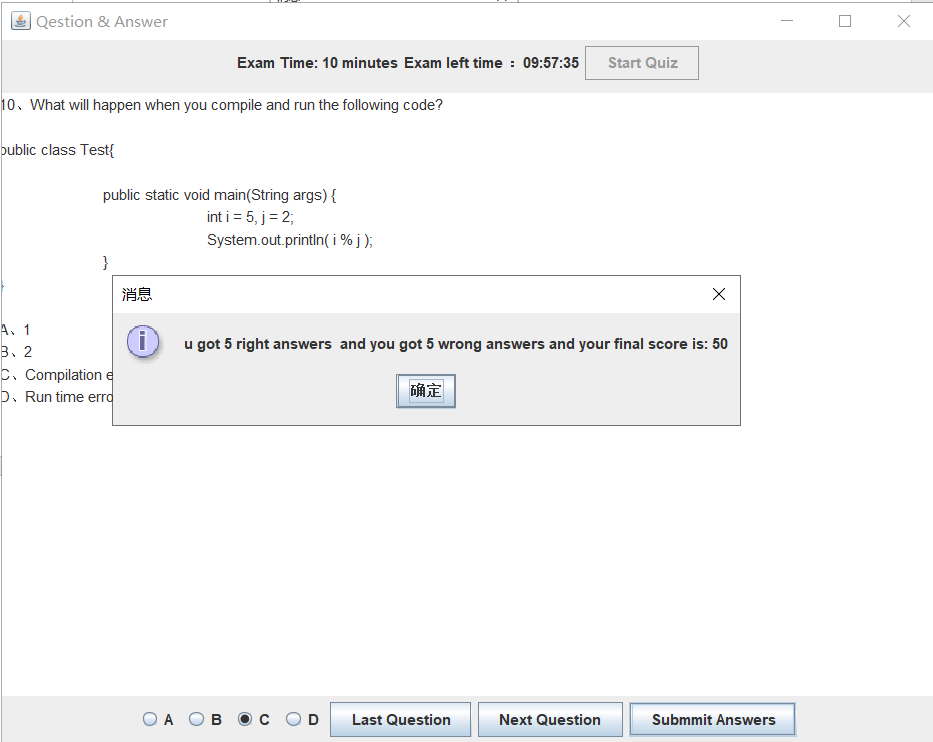 Qestion & Answer
Exam Time: 10 minutes Exam left time : 09:57:35 Start Quiz
10、What will happen when you compile and run the following code?
public class Test{
public static void main(String args) {
int i = 5, j = 2;
System.out.println( i % j );
}
}
消息
u got 5 right answers  and you got 5 wrong answers and your final score is: 50
确定
A、1
B、2
C、Compilation e
D、Run time erro
A B C D Last Question Next Question Submmit Answers